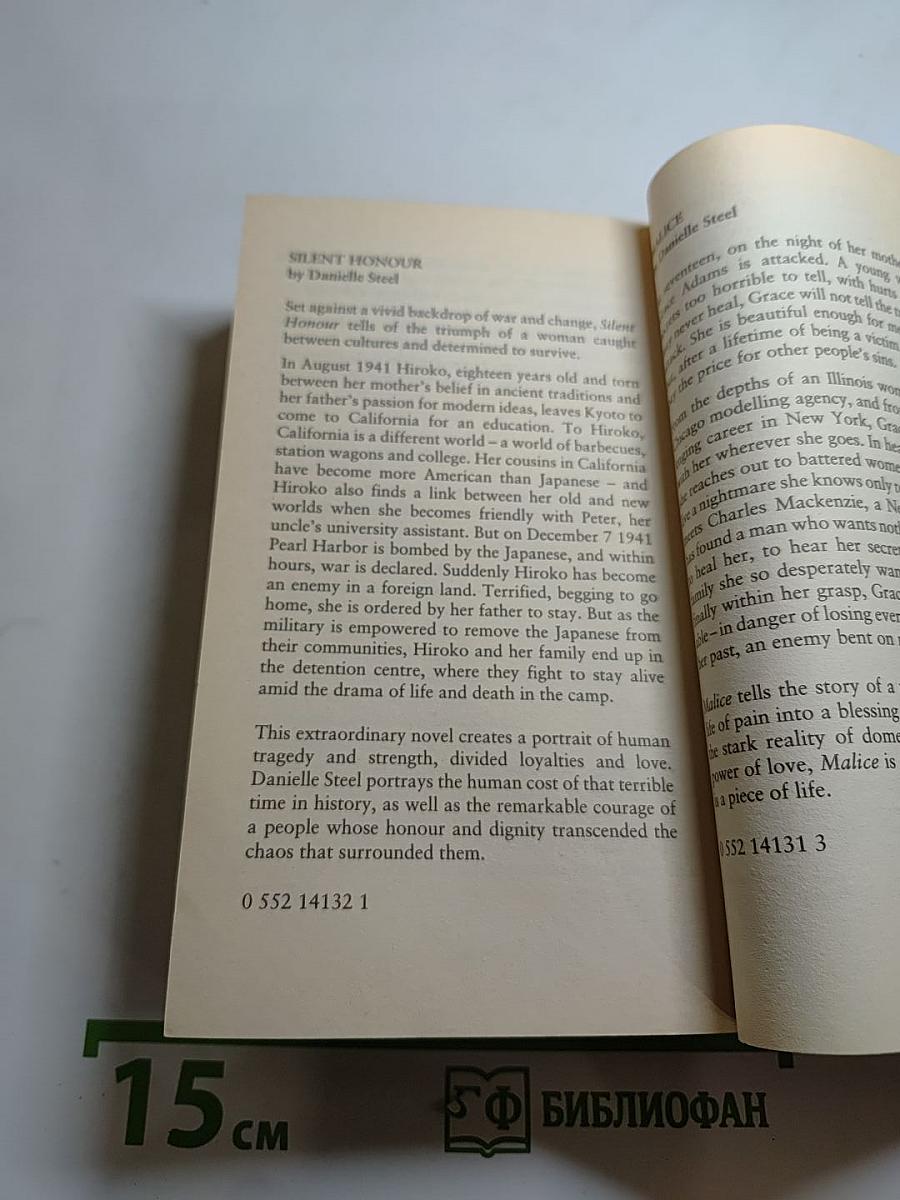 SILENT HONOUR
by Danielle Steel
Set against a vivid backdrop of war and change, Silent
Honour tells of the triumph of a woman caught
between cultures and determined to survive.
In August 1941 Hiroko, eighteen years old and torn
between her mother's belief in ancient traditions and
her father's passion for modern ideas, leaves Kyoto to
come to California for an education. To Hiroko,
California is a different world – a world of barbecues,
station wagons and college. Her cousins in California
have become more American than Japanese – and
Hiroko also finds a link between her old and new
worlds when she becomes friendly with Peter, her
uncle's university assistant. But on December 7 1941
Pearl Harbor is bombed by the Japanese, and within
hours, war is declared. Suddenly Hiroko has become
an enemy in a foreign land. Terrified, begging to go
home, she is ordered by her father to stay. But as the
military is empowered to remove the Japanese from
their communities, Hiroko and her family end up in
the detention centre, where they fight to stay alive
amid the drama of life and death in the camp.
This extraordinary novel creates a portrait of human
tragedy and strength, divided loyalties and love.
Danielle Steel portrays the human cost of that terrible
time in history, as well as the remarkable courage of
a people whose honour and dignity transcended the
chaos that surrounded them.
0 552 14132 1
Danielle Steel
seventeen, on the night of her
Adams is attacked. A young
too horrible to tell, with hurts
never heal, Grace will not tell the
She is beautiful enough for
after a lifetime of being a victim
the price for other people's sins.
the depths of an Illinois
modelling agency, and
career in New York,
her wherever she goes. In
reaches out to battered
a nightmare she knows only
Charles Mackenzie, a
found a man who wants
heal her, to hear her
she so desperately
within her grasp,
in danger of losing
past, an enemy bent on
Malice tells the story of a
of pain into a blessing
stark reality of
power of love, Malice is
a piece of life.
0 552 14131 3
15 см
БФ БИБЛИОФАН